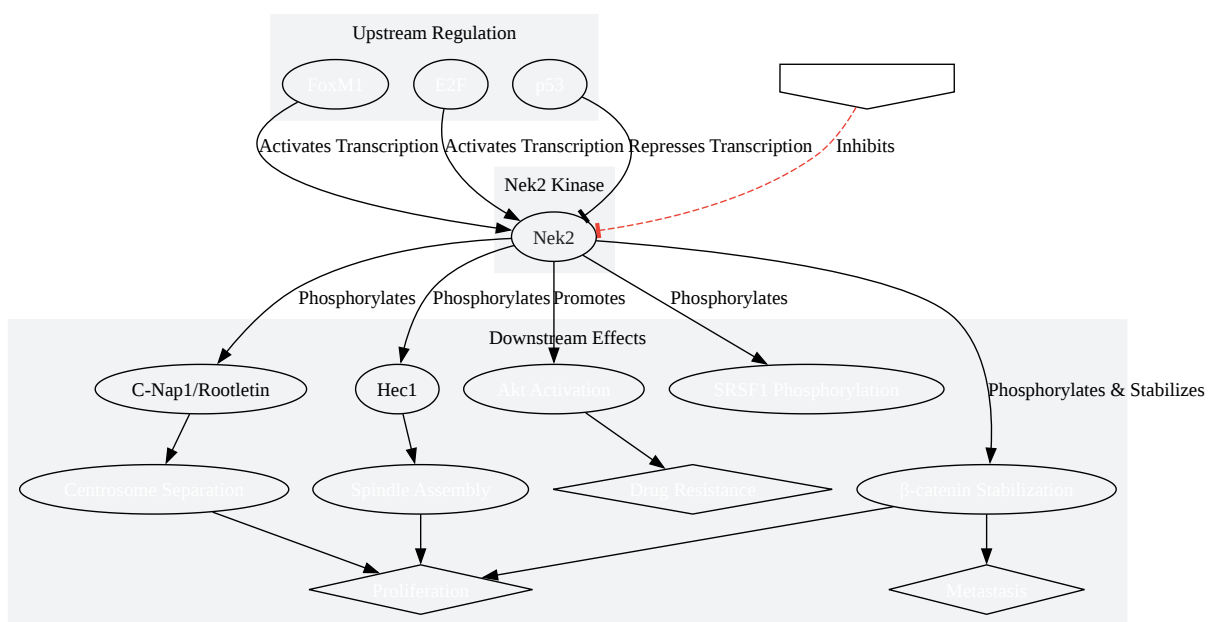 Upstream Regulation
FoxM1
E2F
p53
Activates Transcription
Activates Transcription
Represses Transcription
Inhibits
Nek2 Kinase
Nek2
Phosphorylates
Phosphorylates
Promotes
Phosphorylates
Downstream Effects
C-Nap1/Rootletin
Hec1
Akt Activation
SRSF1 Phosphorylation
Phosphorylates & Stabilizes
Centrosome Separation
Spindle Assembly
Drug Resistance
β-catenin Stabilization
Proliferation
Metastasis